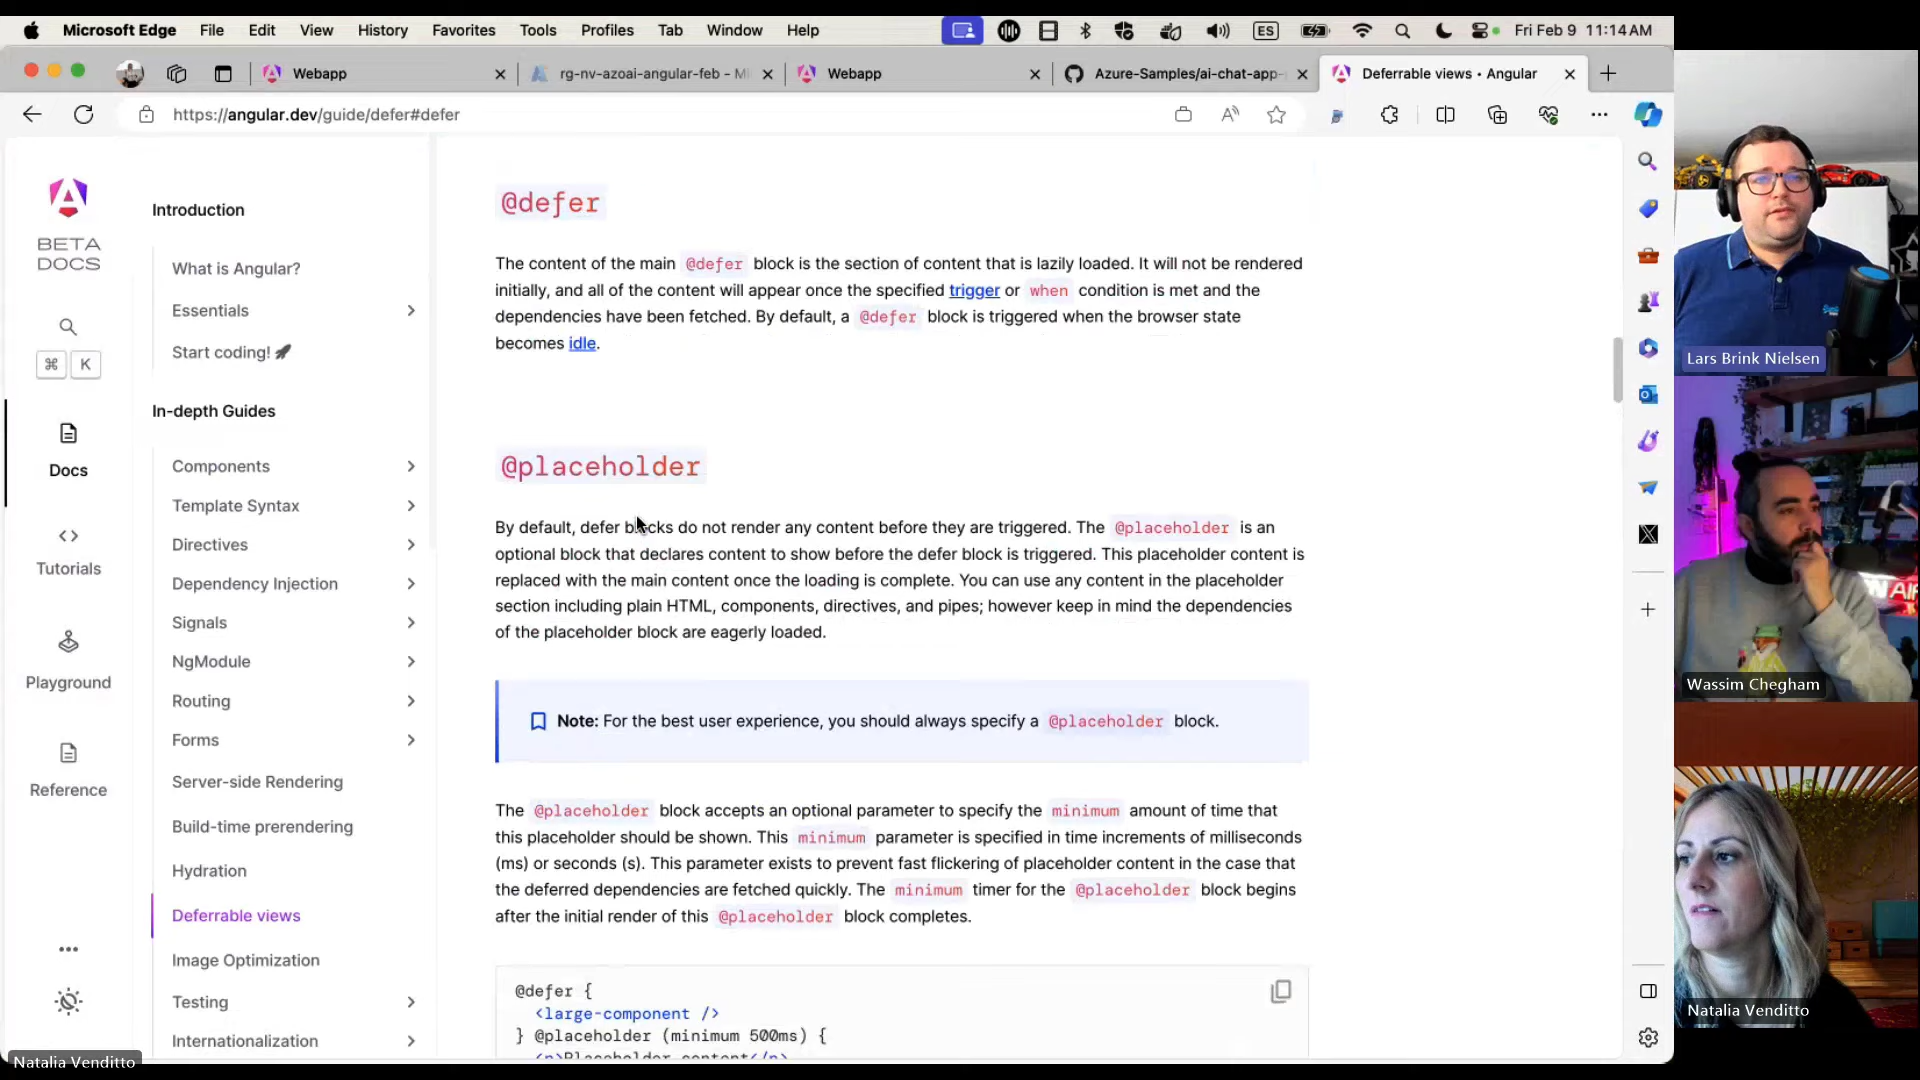 Microsoft Edge File Edit View History Favorites Tools Profiles Tab Window Help ES Fri Feb 9 11:14 AM
Webapp rg-nv-azoai-angular-feb - Mi Webapp Azure-Samples/ai-chat-app- Deferrable views • Angular
https://angular.dev/guide/defer#defer
BETA
DOCS
⌘ K
Docs
Tutorials
Playground
Reference
Introduction
What is Angular?
Essentials
Start coding! 🚀
In-depth Guides
Components
Template Syntax
Directives
Dependency Injection
Signals
NgModule
Routing
Forms
Server-side Rendering
Build-time prerendering
Hydration
Deferrable views
Image Optimization
Testing
Internationalization
@defer
The content of the main @defer block is the section of content that is lazily loaded. It will not be rendered
initially, and all of the content will appear once the specified trigger or when condition is met and the
dependencies have been fetched. By default, a @defer block is triggered when the browser state
becomes idle.
@placeholder
By default, defer blocks do not render any content before they are triggered. The @placeholder is an
optional block that declares content to show before the defer block is triggered. This placeholder content is
replaced with the main content once the loading is complete. You can use any content in the placeholder
section including plain HTML, components, directives, and pipes; however keep in mind the dependencies
of the placeholder block are eagerly loaded.
Note: For the best user experience, you should always specify a @placeholder block.
The @placeholder block accepts an optional parameter to specify the minimum amount of time that
this placeholder should be shown. This minimum parameter is specified in time increments of milliseconds
(ms) or seconds (s). This parameter exists to prevent fast flickering of placeholder content in the case that
the deferred dependencies are fetched quickly. The minimum timer for the @placeholder block begins
after the initial render of this @placeholder block completes.
@defer {
<large-component />
} @placeholder (minimum 500ms) {
<p>Placeholder content</p>
Lars Brink Nielsen
ON AIR
Wassim Chegham
Natalia Venditto
Natalia Venditto